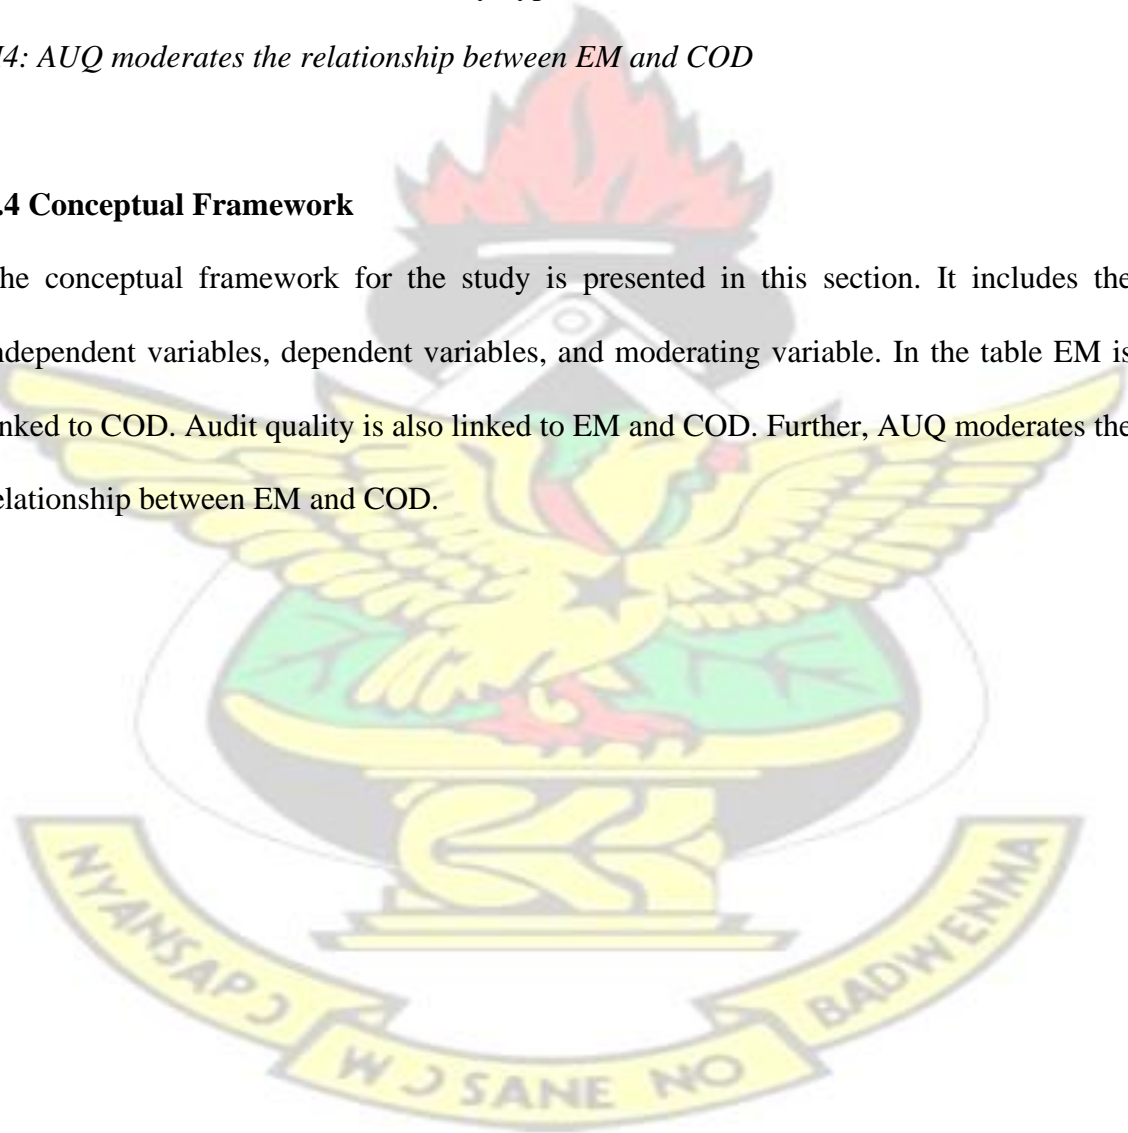 4: AUQ moderates the relationship between EM and COD
.4 Conceptual Framework
he conceptual framework for the study is presented in this section. It includes the
ndependent variables, dependent variables, and moderating variable. In the table EM is
nked to COD. Audit quality is also linked to EM and COD. Further, AUQ moderates the
elationship between EM and COD.
NYANSAPƆ
WƆ SANE NO
BADWENMA